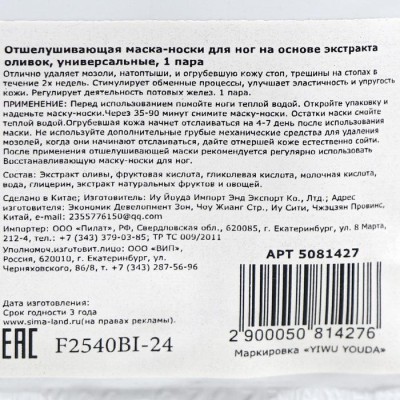 Отшелушивающая маска-носки для ног на основе экстракта
оливок, универсальные, 1 пара
Отлично удаляет мозоли, натоптыши, и огрубевшую кожу стоп, трещины на стопах в
течение 2х недель. Стимулирует обменные процессы, улучшает эластичность и упругость
кожи. Регулирует деятельность потовых желез. 1 пара.
ПРИМЕНЕНИЕ: Перед использованием помойте ноги теплой водой. Откройте упаковку и
наденьте маску-носки.Через 35-90 минут снимите маску-носки. Остатки маски смойте
теплой водой.Огрубевшая кожа начнет отслаиваться на 4-7 день После использования
маски. Не используйте дополнительные грубые механические средства для удаления
мозолей, когда они начинают отпадать, дайте отмершей коже естественно сойти.
После применения отшелушивающей маски рекомендуется регулярно использовать
Восстанавливающую маску-носки для ног.
Состав: Экстракт оливы, фруктовая кислота, гликолевая кислота, молочная кислота,
вода, глицерин, экстракт натуральных фруктов и овощей.
Сделано в Китае; Изготовитель: Иу Йоуда Импорт Энд Экспорт Ко., Лтд.; Адрес
изготовителя: Экономик Девелопмент Зон, Чоу Жианг Стр., Иу Сити, Чжэцзян Провинс,
Китай, e-mail: 2355776150@qq.com
Импортер: ООО «Пилат», РФ, Свердловская обл., 620085, г. Екатеринбург, ул. 8 Марта,
д. 212, тел: +7 (343) 379-03-85; ТР ТС 009/2011
Уполномоч.изготовит.лицо: ООО «ВИП»,
Россия, 620010, г. Екатеринбург, ул.
Черняховского, 86/8, т. +7 (343) 287-56-96
АРТ 5081427
Дата изготовления:
Срок годности 3 года
www.sima-land.ru(на правах рекламы).
EAC F2540BI-24
2 900050 814276
Маркировка «YIWU YOUDA»